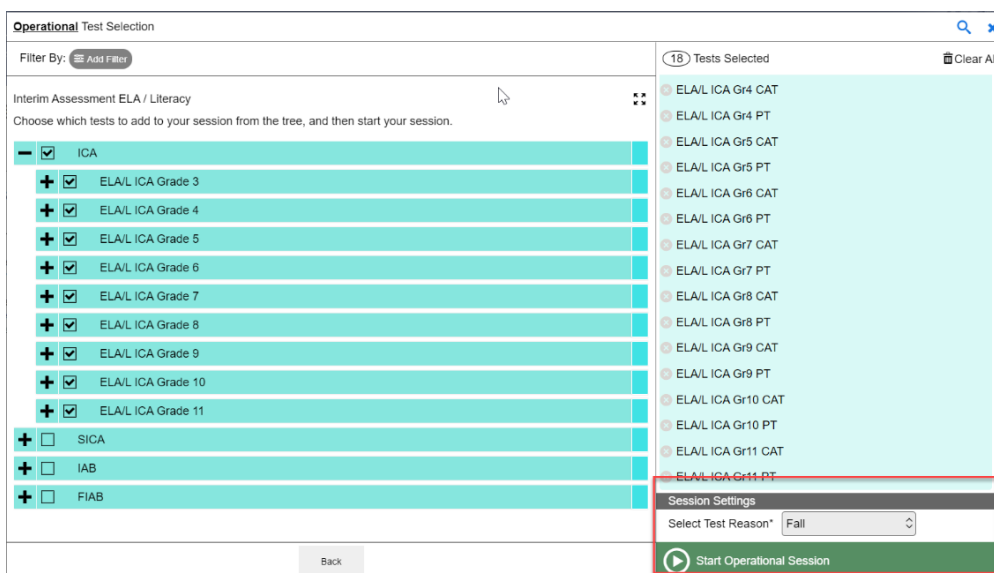 Operational Test Selection
Filter By: Add Filter
Interim Assessment ELA / Literacy
Choose which tests to add to your session from the tree, and then start your session.
ICA
ELA/L ICA Grade 3
ELA/L ICA Grade 4
ELA/L ICA Grade 5
ELA/L ICA Grade 6
ELA/L ICA Grade 7
ELA/L ICA Grade 8
ELA/L ICA Grade 9
ELA/L ICA Grade 10
ELA/L ICA Grade 11
SICA
IAB
FIAB
Back
18 Tests Selected
Clear Al
ELA/L ICA Gr4 CAT
ELA/L ICA Gr4 PT
ELA/L ICA Gr5 CAT
ELA/L ICA Gr5 PT
ELA/L ICA Gr6 CAT
ELA/L ICA Gr6 PT
ELA/L ICA Gr7 CAT
ELA/L ICA Gr7 PT
ELA/L ICA Gr8 CAT
ELA/L ICA Gr8 PT
ELA/L ICA Gr9 CAT
ELA/L ICA Gr9 PT
ELA/L ICA Gr10 CAT
ELA/L ICA Gr10 PT
ELA/L ICA Gr11 CAT
ELA/L ICA Gr11 PT
Session Settings
Select Test Reason* Fall
Start Operational Session